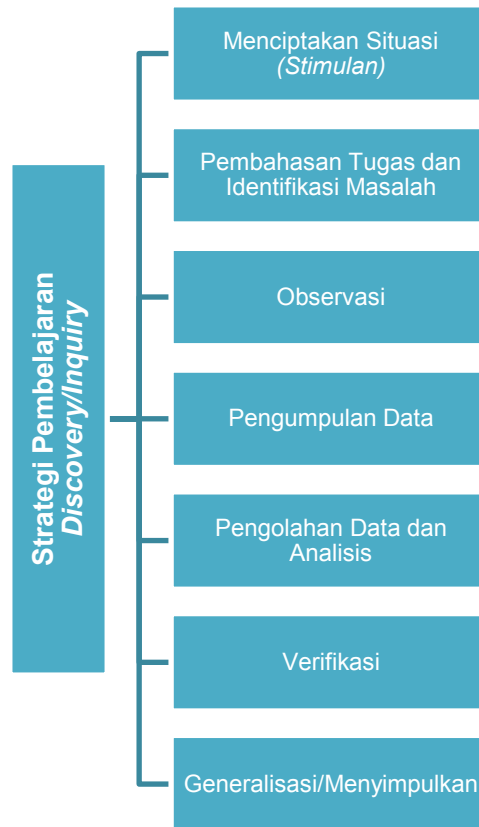 Strategi Pembelajaran
Discovery/Inquiry
Menciptakan Situasi
(Stimulan)
Pembahasan Tugas dan
Identifikasi Masalah
Observasi
Pengumpulan Data
Pengolahan Data dan
Analisis
Verifikasi
Generalisasi/Menyimpulkan